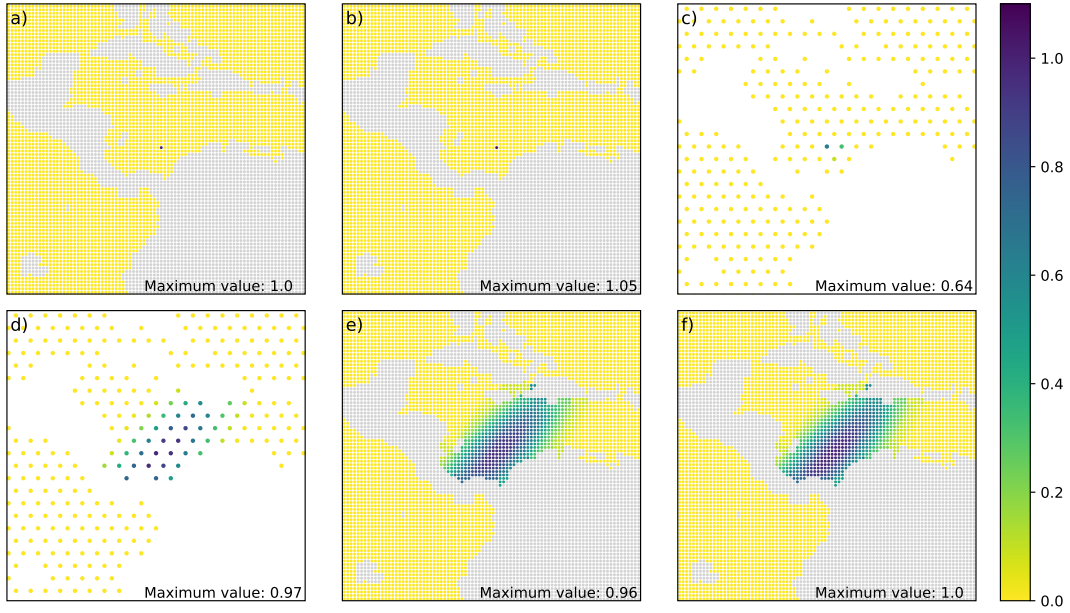 a)
Maximum value: 1.0
b)
Maximum value: 1.05
c)
Maximum value: 0.64
d)
Maximum value: 0.97
e)
Maximum value: 0.96
f)
Maximum value: 1.0
1.0
0.8
0.6
0.4
0.2
0.0